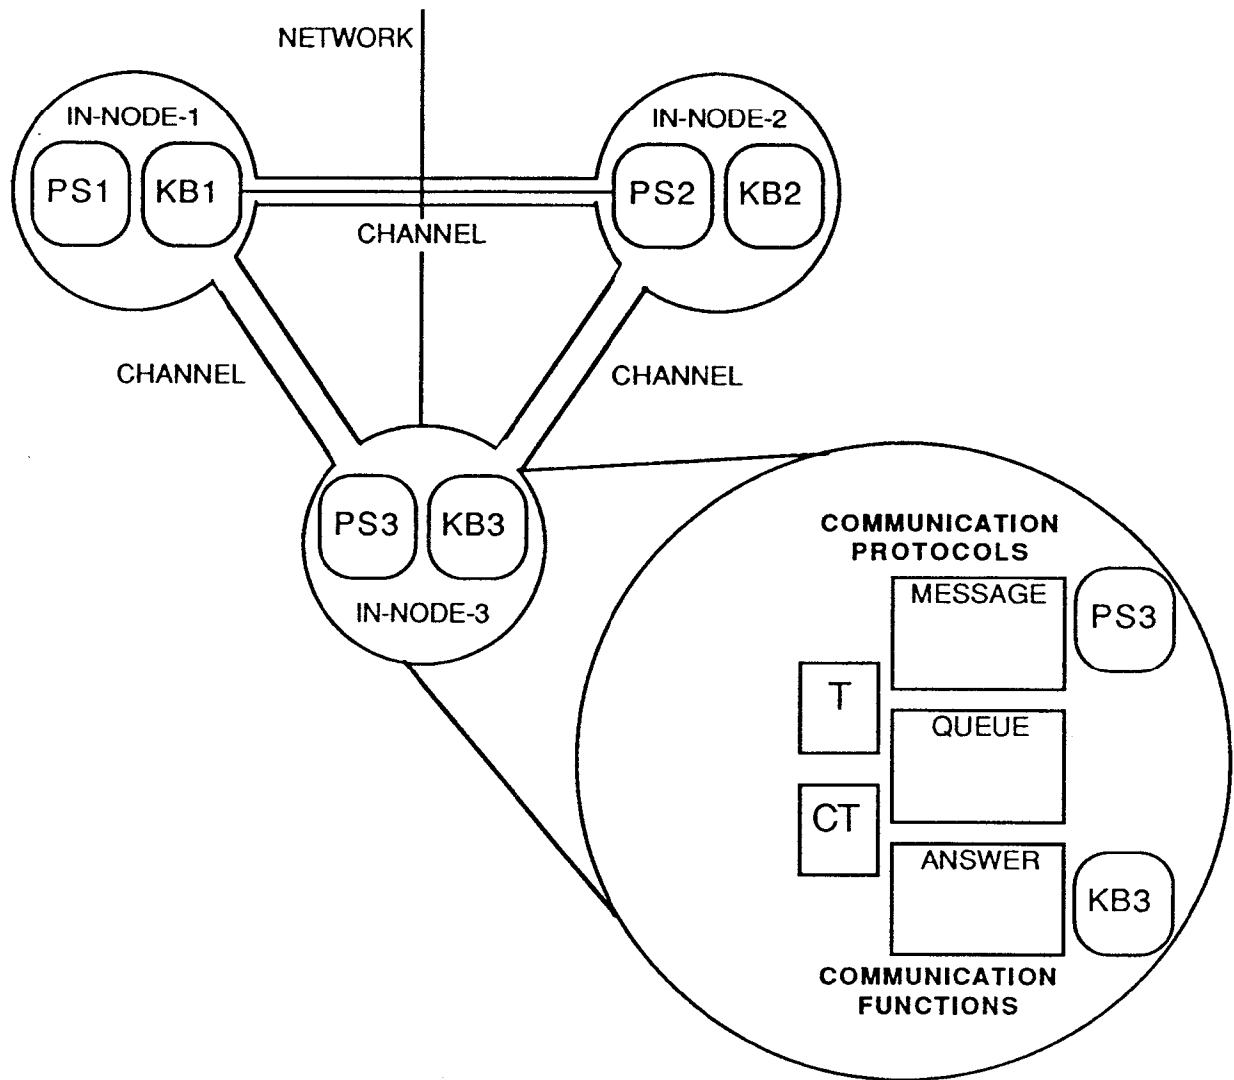 NETWORK
IN-NODE-1
IN-NODE-2
PS1
KB1
PS2
KB2
CHANNEL
CHANNEL
CHANNEL
PS3
KB3
IN-NODE-3
COMMUNICATION
PROTOCOLS
MESSAGE
PS3
T
QUEUE
CT
ANSWER
KB3
COMMUNICATION
FUNCTIONS